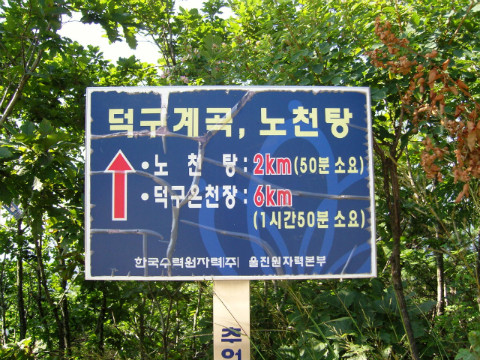 덕구계곡, 노천탕
• 노 천 탕 : 2km (50분 소요)
• 덕구온천장 : 6km
(1시간50분 소요)
한국수력원자력(주) 울진원자력본부
추억